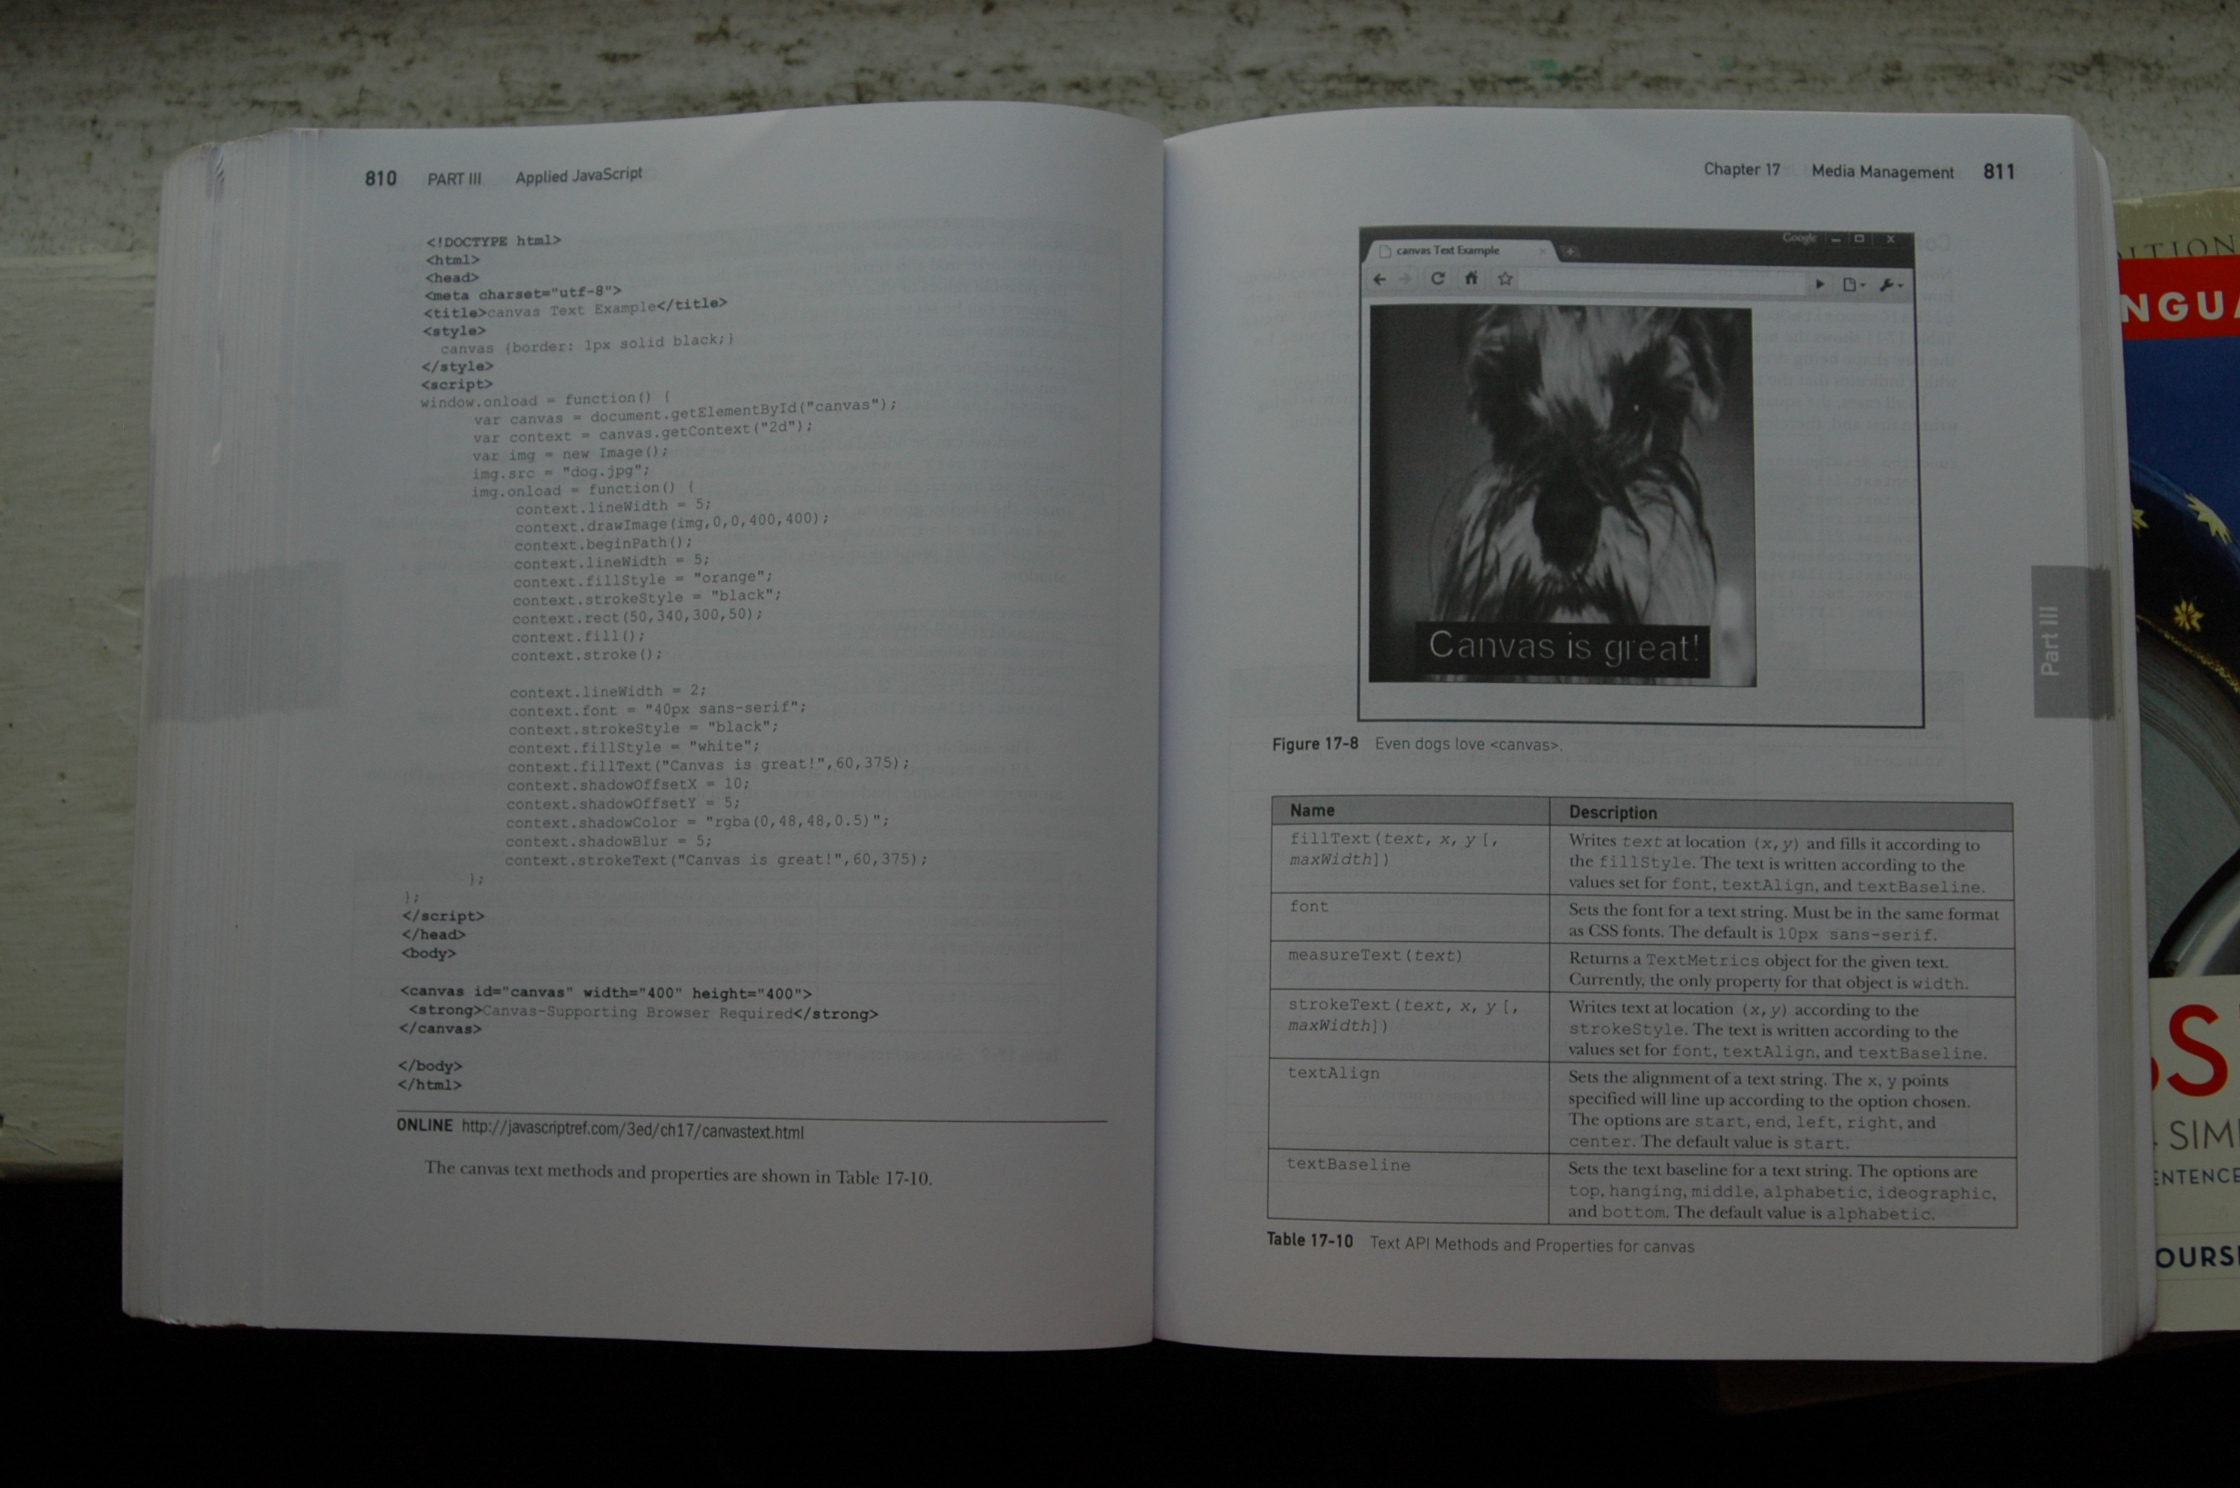 810 PART III Applied JavaScript
<!DOCTYPE html>
<html>
<head>
<meta charset="utf-8">
<title>canvas Text Example</title>
<style>
canvas {border: 1px solid black;}
</style>
<script>
window.onload = function() {
var canvas = document.getElementById("canvas");
var context = canvas.getContext("2d");
var img = new Image();
img.src = "dog.jpg";
img.onload = function() {
context.lineWidth = 5;
context.drawImage(img,0,0,400,400);
context.beginPath();
context.lineWidth = 5;
context.fillStyle = "orange";
context.strokeStyle = "black";
context.rect(50,340,300,50);
context.fill();
context.stroke();
context.lineWidth = 2;
context.font = "40px sans-serif";
context.strokeStyle = "black";
context.fillStyle = "white";
context.fillText("Canvas is great!",60,375);
context.shadowOffsetX = 10;
context.shadowOffsetY = 5;
context.shadowColor = "rgba(0,48,48,0.5)";
context.shadowBlur = 5;
context.strokeText("Canvas is great!",60,375);
};
};
</script>
</head>
<body>
<canvas id="canvas" width="400" height="400">
<strong>Canvas-Supporting Browser Required</strong>
</canvas>
</body>
</html>
ONLINE http://javascriptref.com/3ed/ch17/canvastext.html
The canvas text methods and properties are shown in Table 17-10.
Chapter 17 Media Management 811
Google
canvas Text Example
Canvas is great!
Figure 17-8 Even dogs love <canvas>.
Name Description
fillText(text, x, y [, Writes text at location (x,y) and fills it according to
maxWidth]) the fillStyle. The text is written according to the
values set for font, textAlign, and textBaseline.
font Sets the font for a text string. Must be in the same format
as CSS fonts. The default is 10px sans-serif.
measureText(text) Returns a TextMetrics object for the given text.
Currently, the only property for that object is width.
strokeText(text, x, y [, Writes text at location (x,y) according to the
maxWidth]) strokeStyle. The text is written according to the
values set for font, textAlign, and textBaseline.
textAlign Sets the alignment of a text string. The x, y points
specified will line up according to the option chosen.
The options are start, end, left, right, and
center. The default value is start.
textBaseline Sets the text baseline for a text string. The options are
top, hanging, middle, alphabetic, ideographic,
and bottom. The default value is alphabetic.
Table 17-10 Text API Methods and Properties for canvas
Part III
ITION
NGUA
S
SIM
ENTENCE
OURS